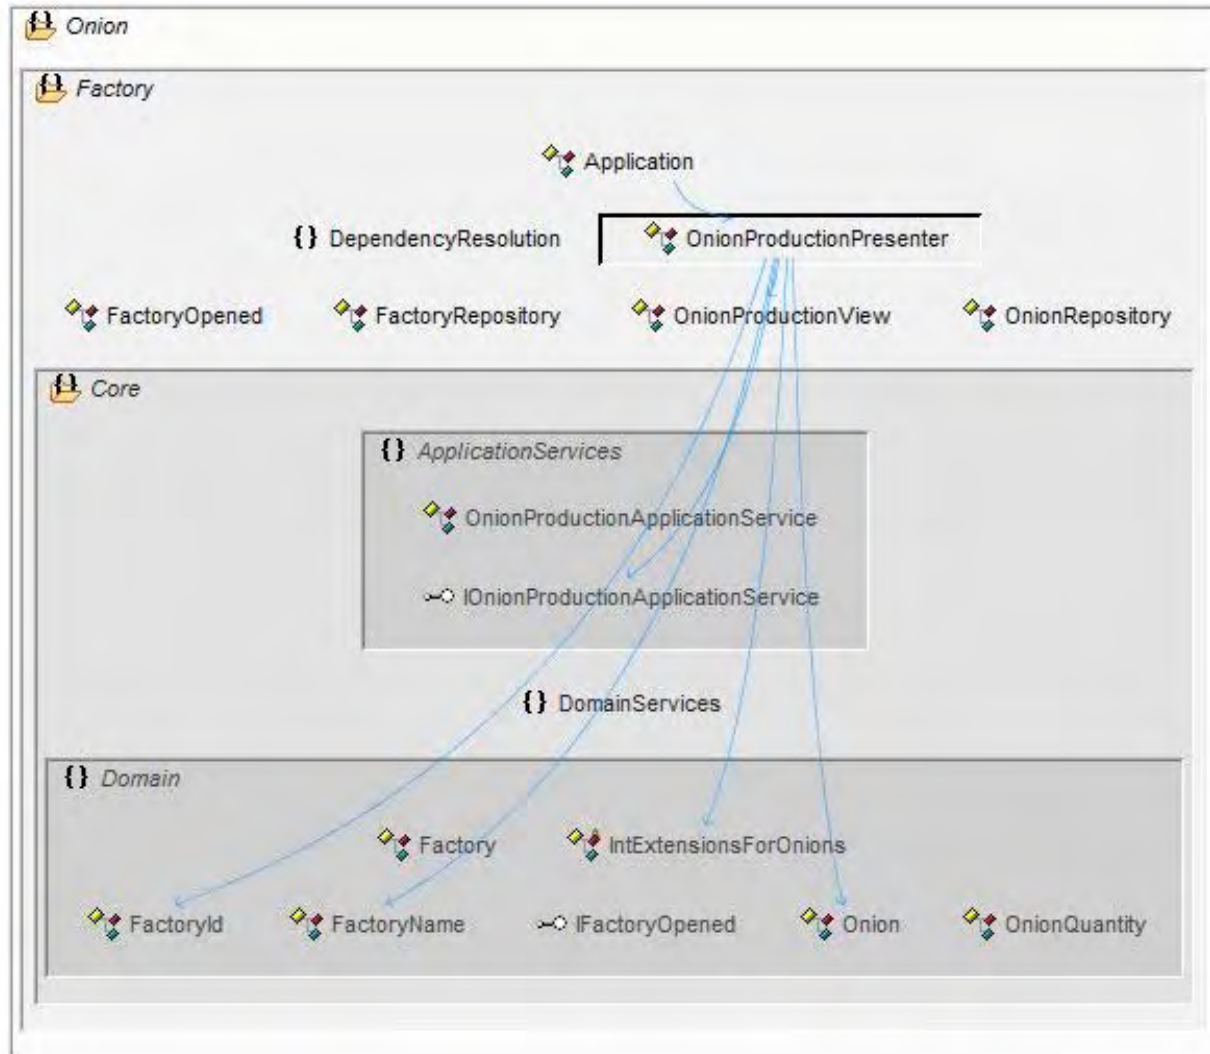 {} Onion
{} Factory
Application
{} DependencyResolution
OnionProductionPresenter
FactoryOpened
FactoryRepository
OnionProductionView
OnionRepository
{} Core
{} ApplicationServices
OnionProductionApplicationService
IOnionProductionApplicationService
{} DomainServices
{} Domain
Factory
IntExtensionsForOnions
FactoryId
FactoryName
IFactoryOpened
Onion
OnionQuantity